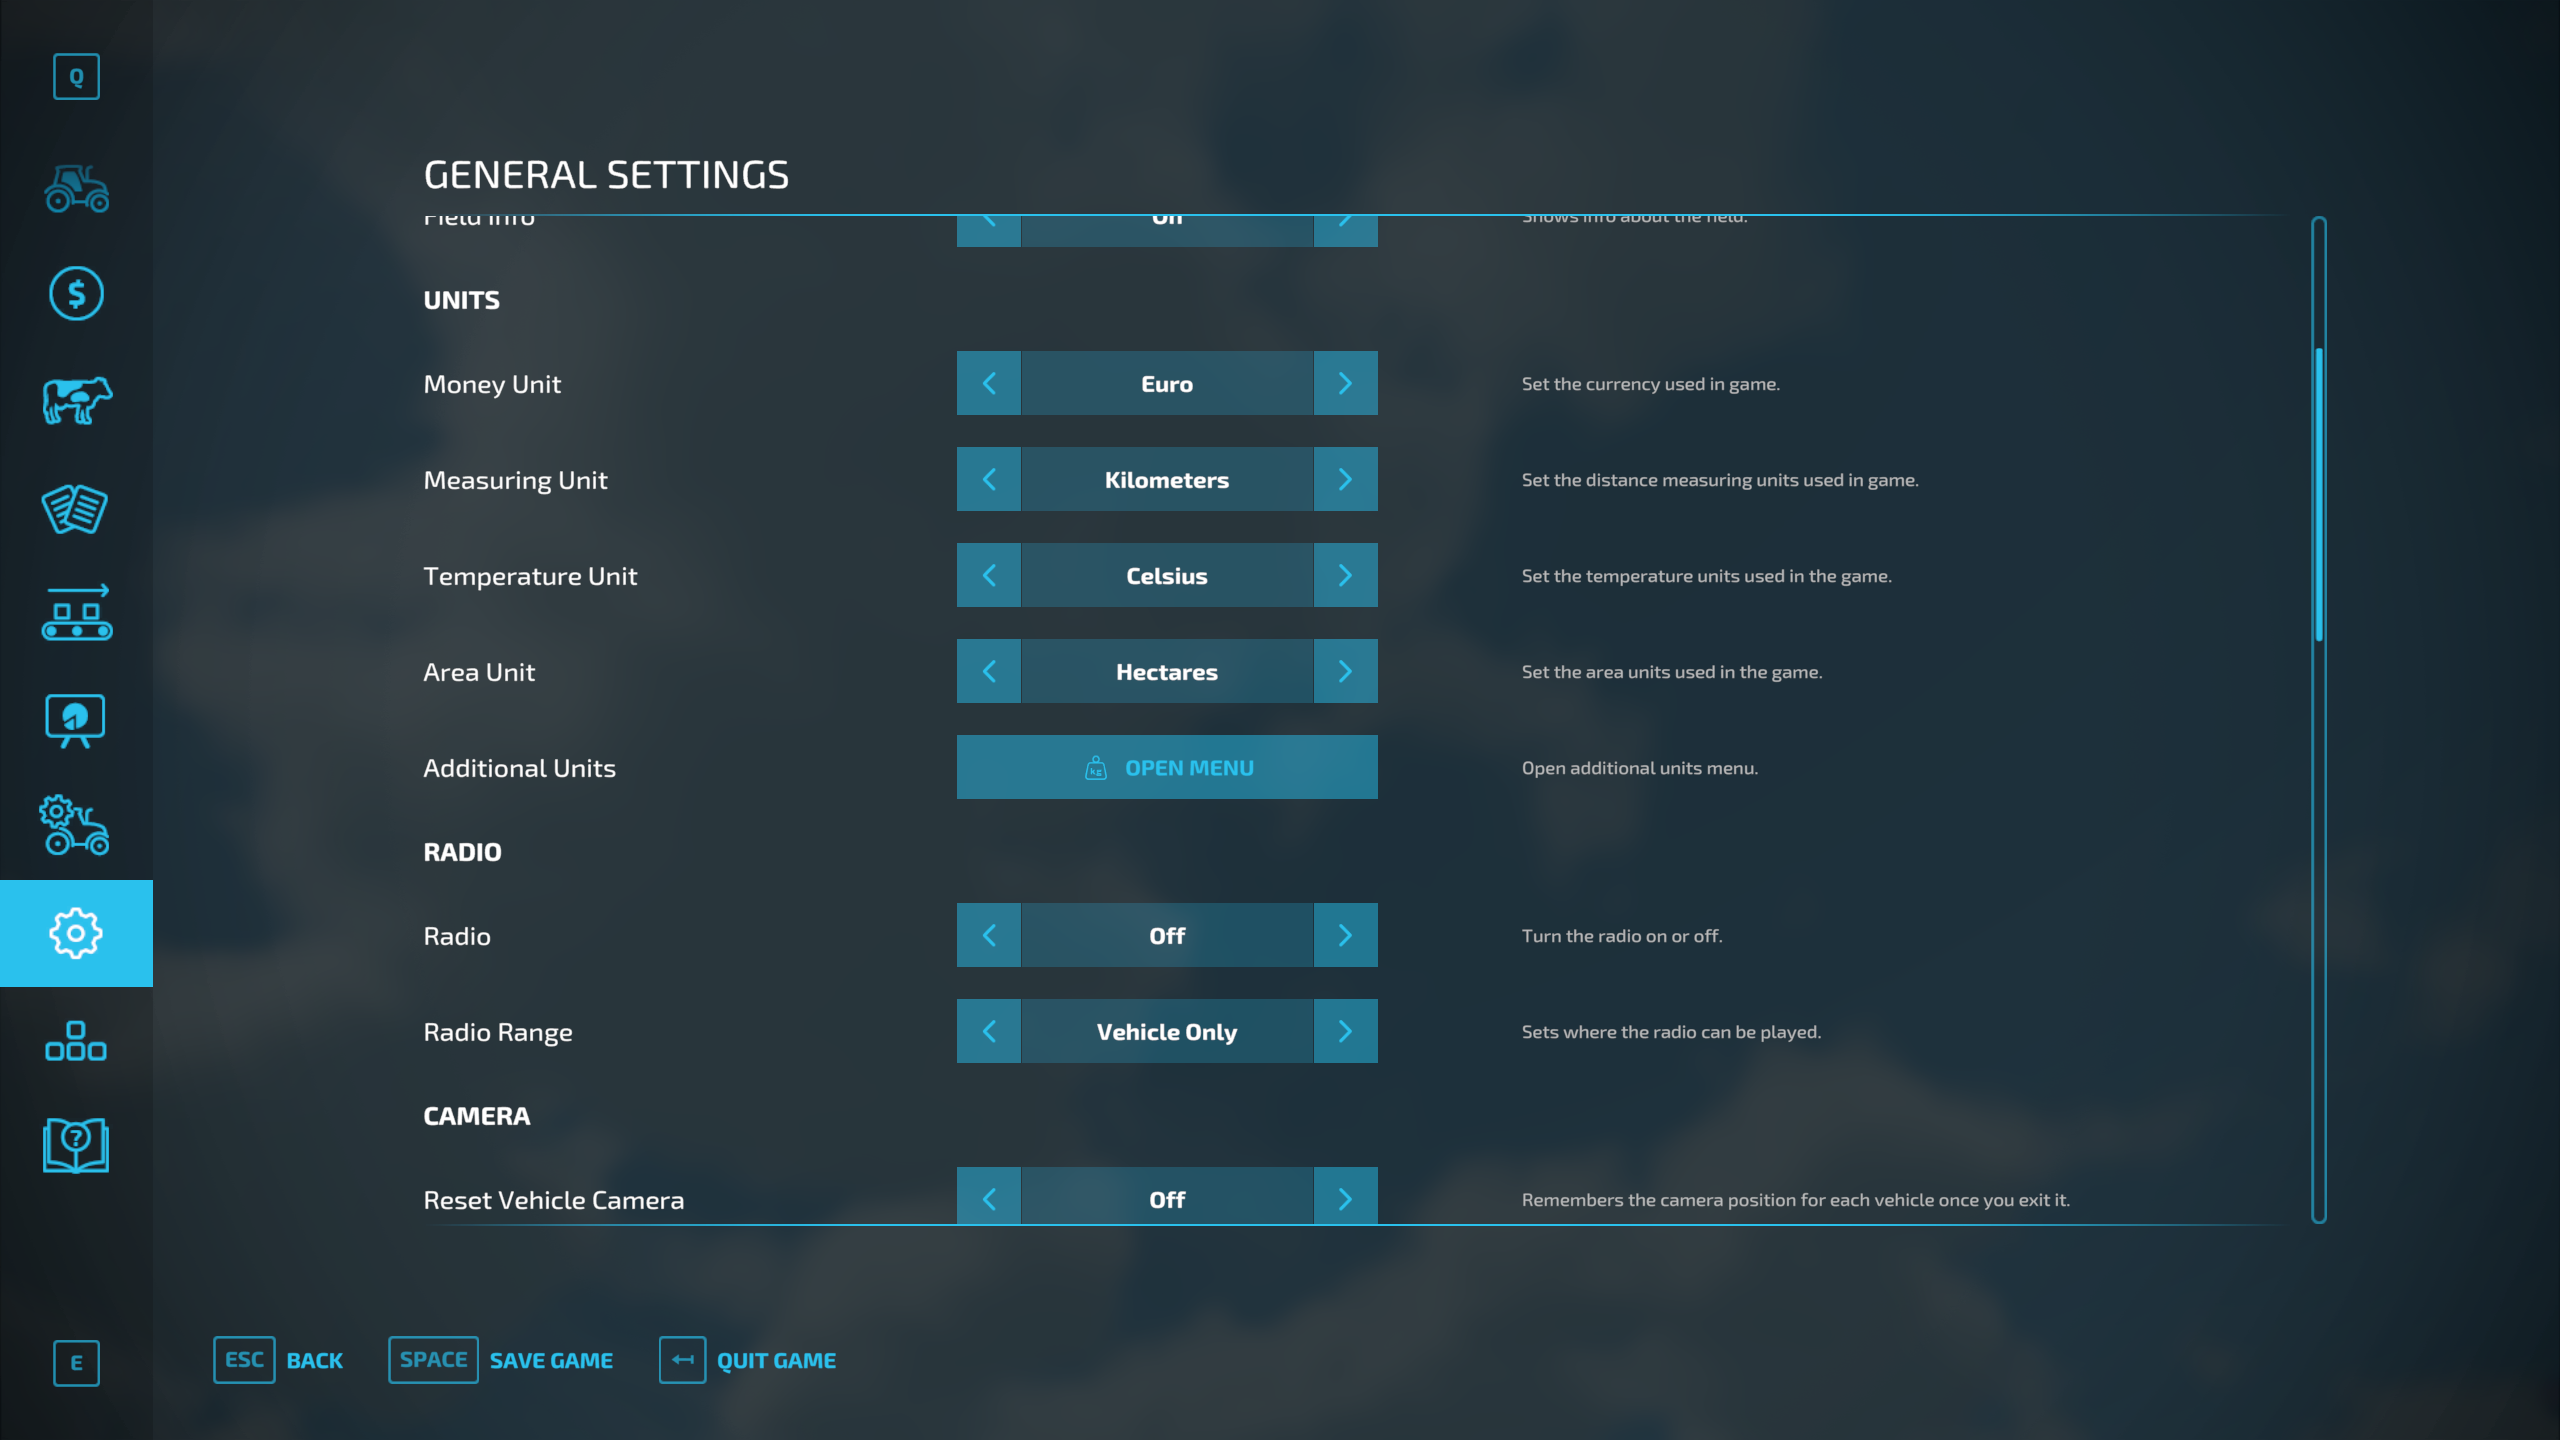 Q
GENERAL SETTINGS
Field Info On Shows info about the field.
UNITS
Money Unit Euro Set the currency used in game.
Measuring Unit Kilometers Set the distance measuring units used in game.
Temperature Unit Celsius Set the temperature units used in the game.
Area Unit Hectares Set the area units used in the game.
Additional Units OPEN MENU Open additional units menu.
RADIO
Radio Off Turn the radio on or off.
Radio Range Vehicle Only Sets where the radio can be played.
CAMERA
Reset Vehicle Camera Off Remembers the camera position for each vehicle once you exit it.
E ESC BACK SPACE SAVE GAME QUIT GAME